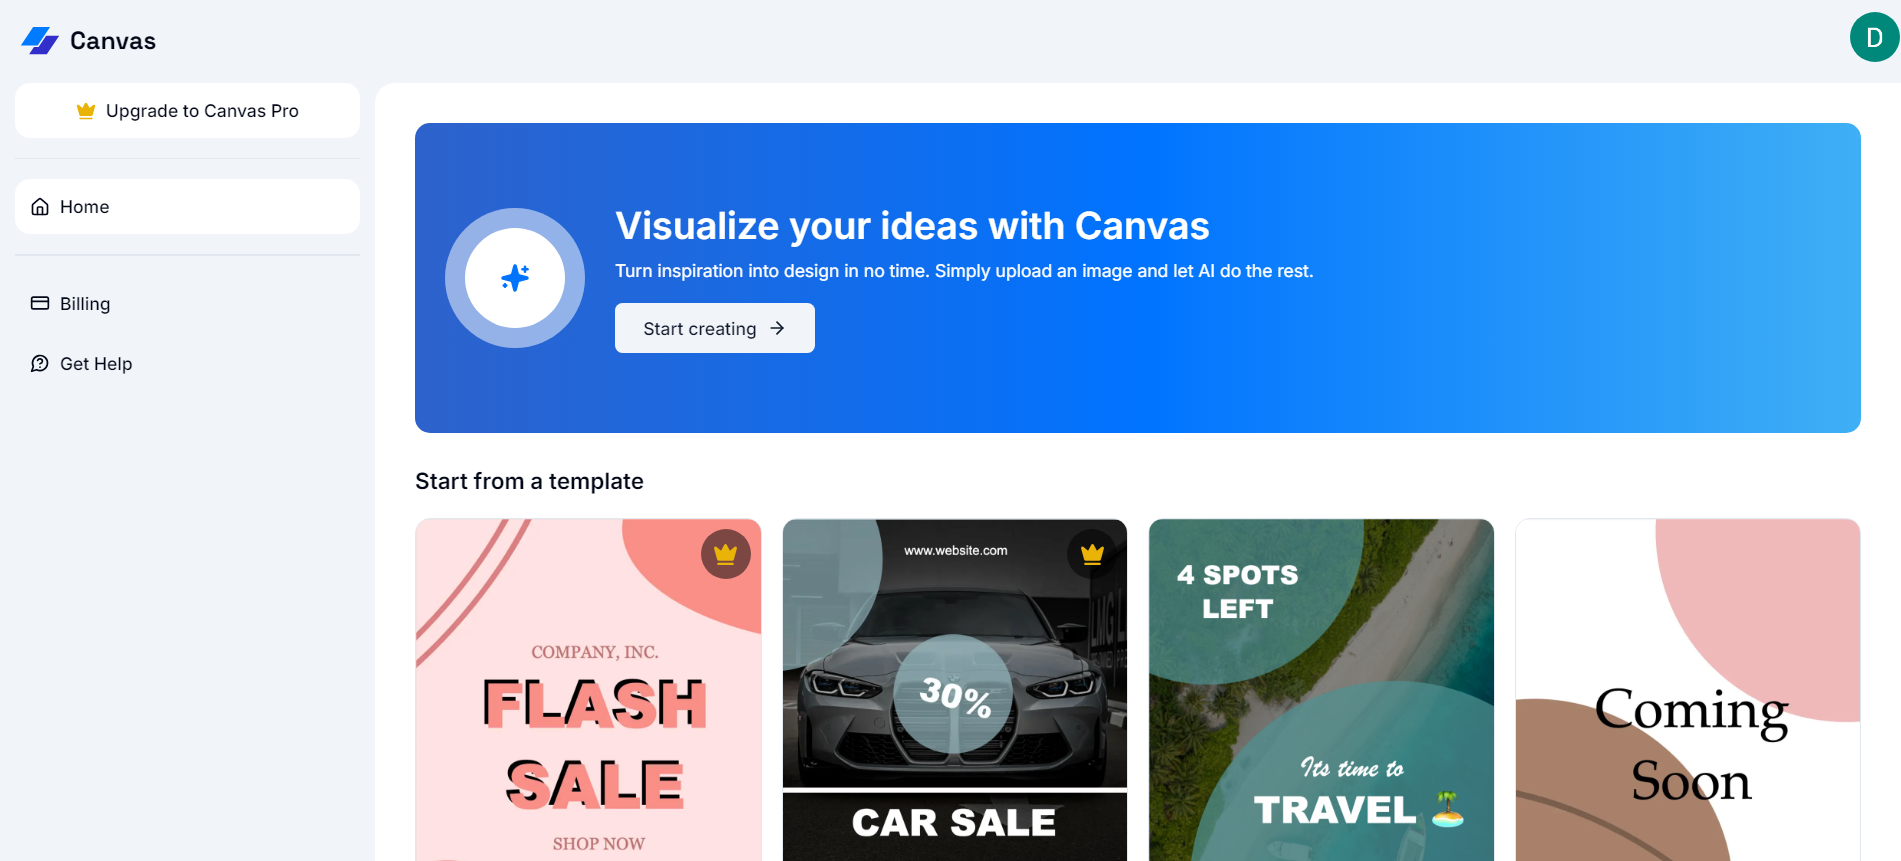 Canvas
D
Upgrade to Canvas Pro
Home
Billing
Get Help
Visualize your ideas with Canvas
Turn inspiration into design in no time. Simply upload an image and let AI do the rest.
Start creating
Start from a template
COMPANY, INC.
FLASH
SALE
SHOP NOW
www.website.com
30%
CAR SALE
4 SPOTS
LEFT
Its time to
TRAVEL
Coming
Soon